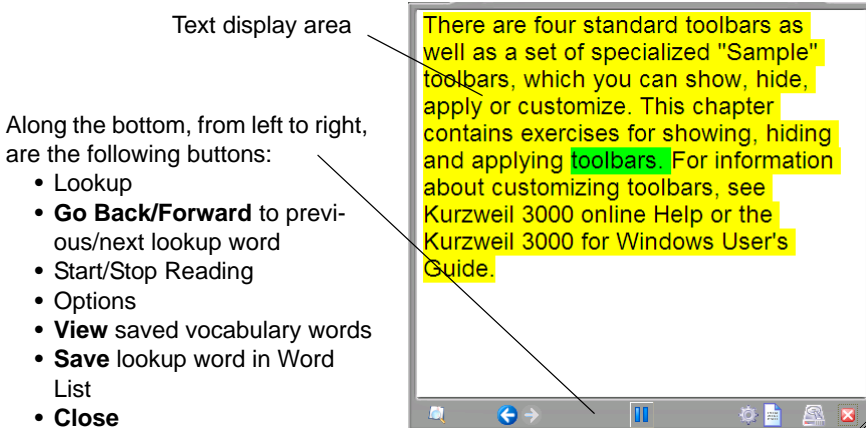 Text display area
Along the bottom, from left to right,
are the following buttons:
• Lookup
• Go Back/Forward to previ-
ous/next lookup word
• Start/Stop Reading
• Options
• View saved vocabulary words
• Save lookup word in Word
List
• Close
There are four standard toolbars as
well as a set of specialized "Sample"
toolbars, which you can show, hide,
apply or customize. This chapter
contains exercises for showing, hiding
and applying toolbars. For information
about customizing toolbars, see
Kurzweil 3000 online Help or the
Kurzweil 3000 for Windows User's
Guide.